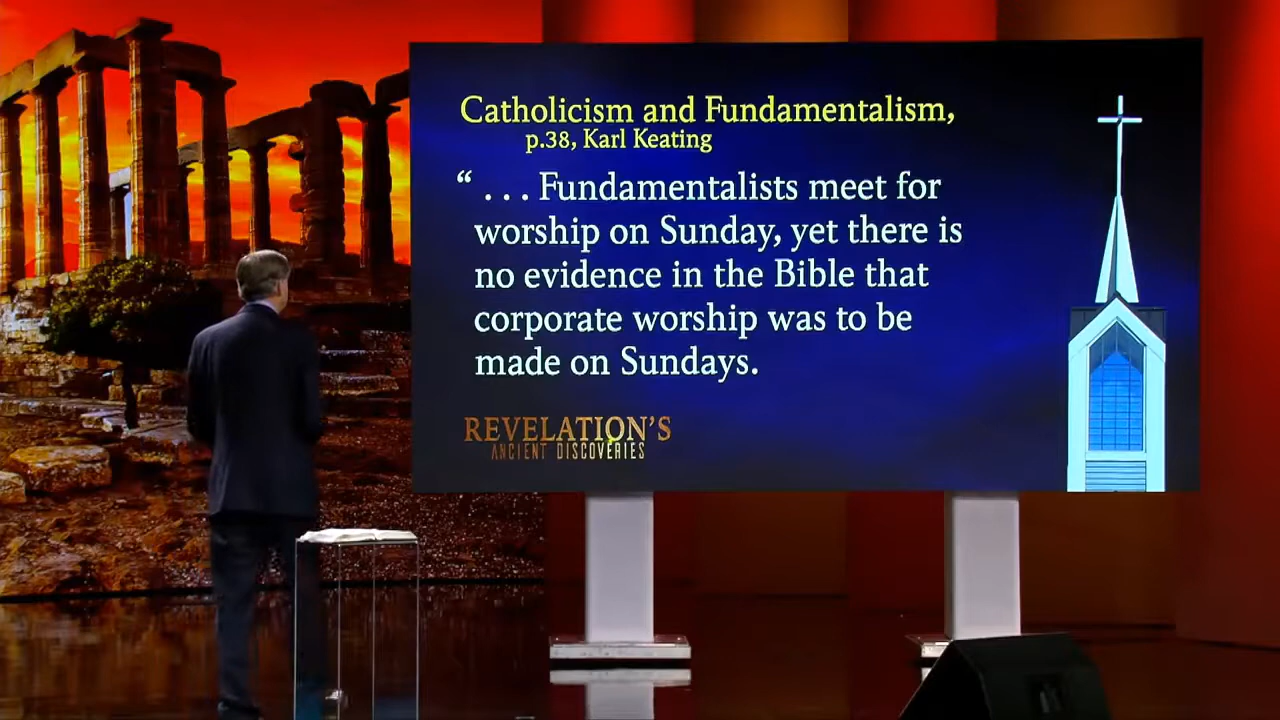 Catholicism and Fundamentalism,
p.38, Karl Keating
“ . . . Fundamentalists meet for
worship on Sunday, yet there is
no evidence in the Bible that
corporate worship was to be
made on Sundays.
REVELATION'S
ANCIENT DISCOVERIES